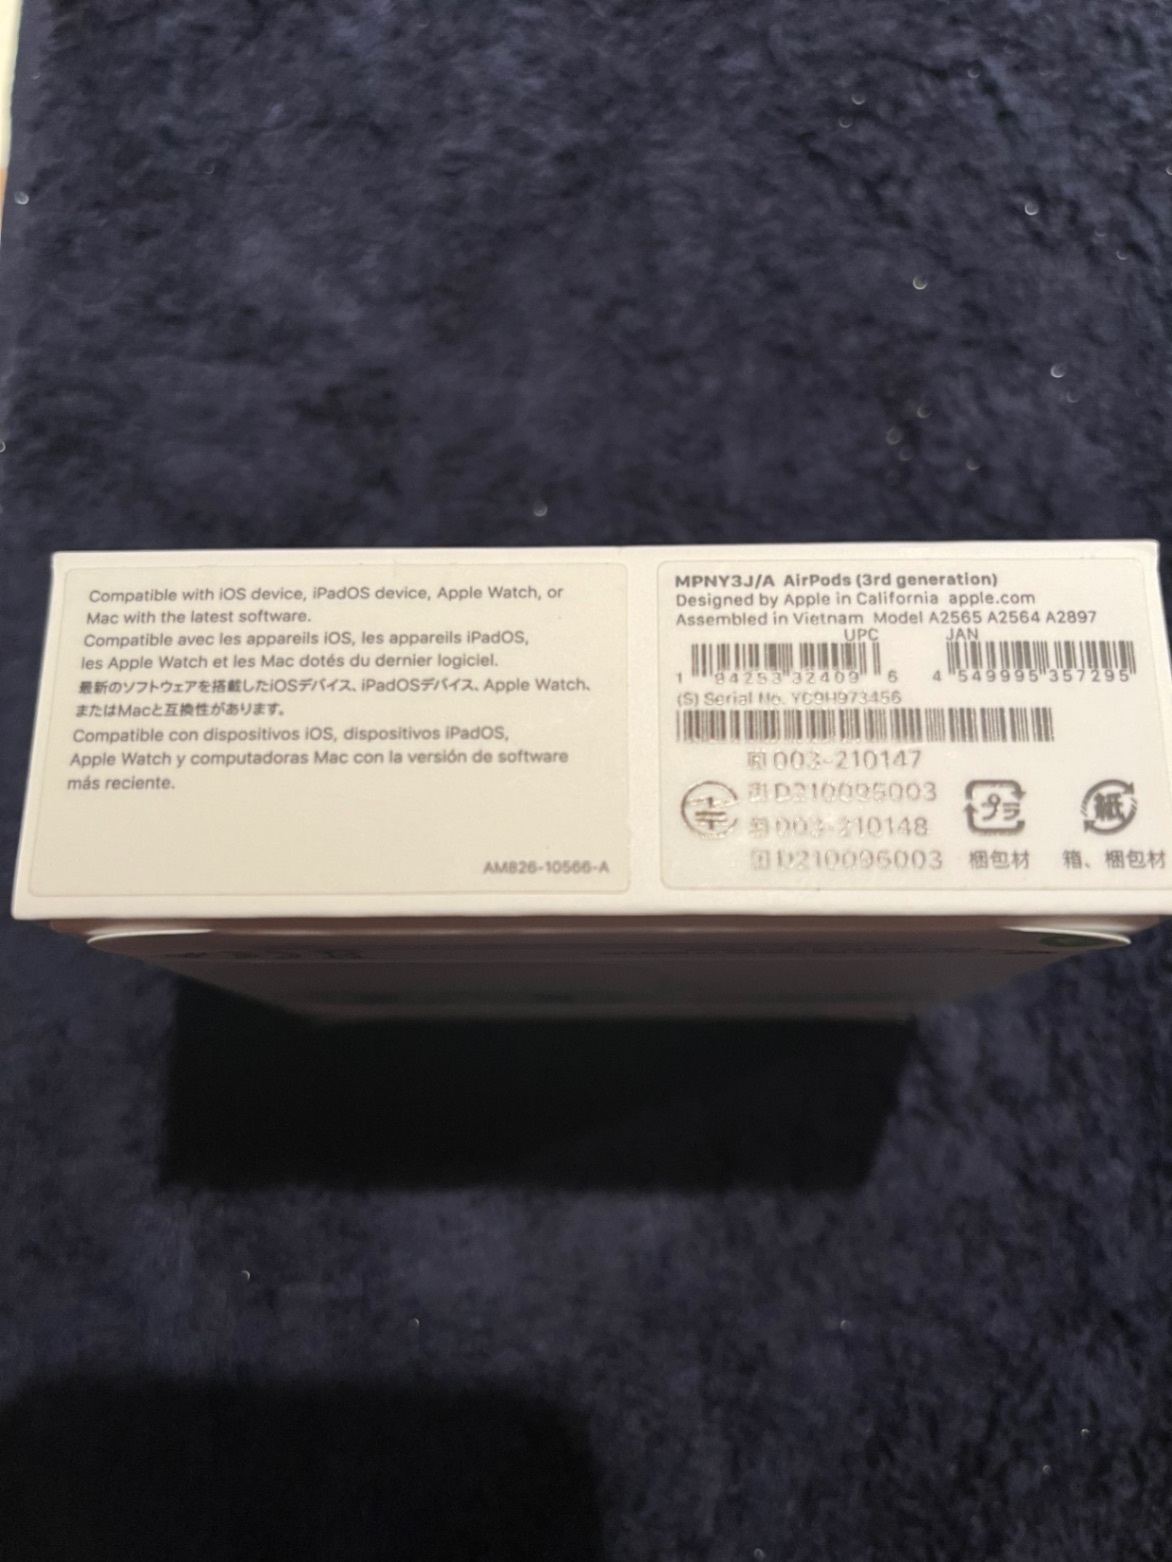 Compatible with iOS device, iPadOS device, Apple Watch, or
Mac with the latest software.
Compatible avec les appareils iOS, les appareils iPadOS,
les Apple Watch et les Mac dotés du dernier logiciel.
最新のソフトウェアを搭載したiOSデバイス、iPadOSデバイス、Apple Watch、
またはMacと互換性があります。
Compatible con dispositivos iOS, dispositivos iPadOS,
Apple Watch y computadoras Mac con la versión de software
más reciente.
AM826-10566-A
MPNY3J/A AirPods (3rd generation)
Designed by Apple in California apple.com
Assembled in Vietnam Model A2565 A2564 A2897
UPC JAN
1 94253 32409 6 4 549995 357295
(S) Serial No. YC9H973456
003-210147
D210095003
プラ
紙
003-210148
D210096003
梱包材 箱、梱包材